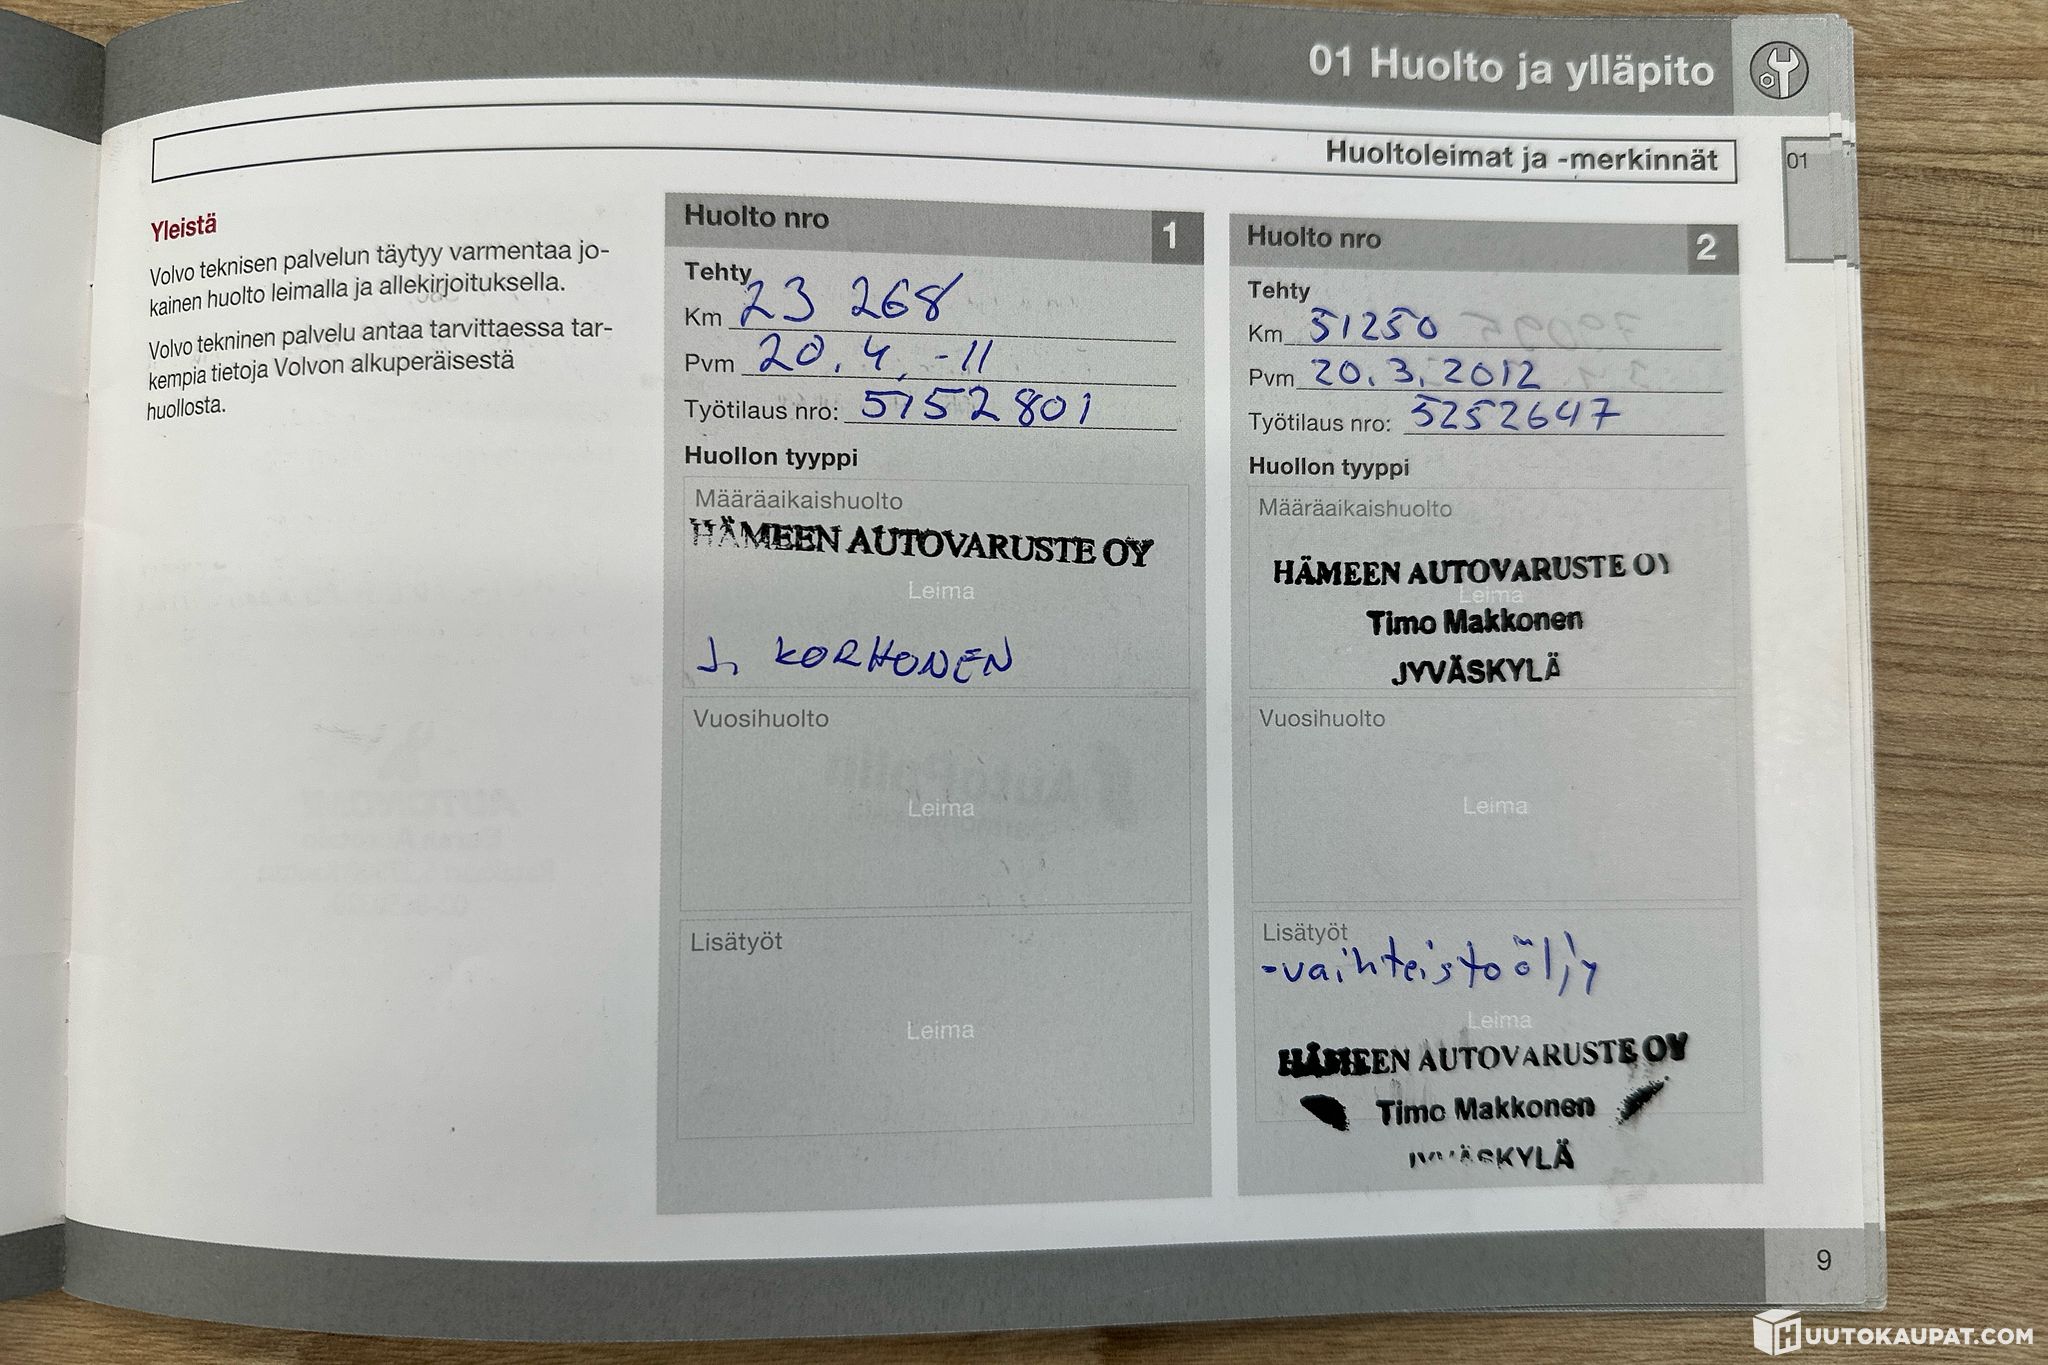 01 Huolto ja ylläpito
Huoltoleimat ja -merkinnät
01
Yleistä
Volvo teknisen palvelun täytyy varmentaa jo-
kainen huolto leimalla ja allekirjoituksella.
Volvo tekninen palvelu antaa tarvittaessa tar-
kempia tietoja Volvon alkuperäisestä
huollosta.
Huolto nro 1
Tehty
Km 23 268
Pvm 20.4.-11
Työtilaus nro: 5152801
Huollon tyyppi
Määräaikaishuolto
HÄMEEN AUTOVARUSTE OY
Leima
J. KORHONEN
Vuosihuolto
Leima
Lisätyöt
Leima
Huolto nro 2
Tehty
Km 51250
Pvm 20.3.2012
Työtilaus nro: 5252647
Huollon tyyppi
Määräaikaishuolto
HÄMEEN AUTOVARUSTE OY
Leima
Timo Makkonen
JYVÄSKYLÄ
Vuosihuolto
Leima
Lisätyöt
-vaihteistoöljy
Leima
HÄMEEN AUTOVARUSTE OY
Timo Makkonen
JYVÄSKYLÄ
9
HUUTOKAUPAT.COM